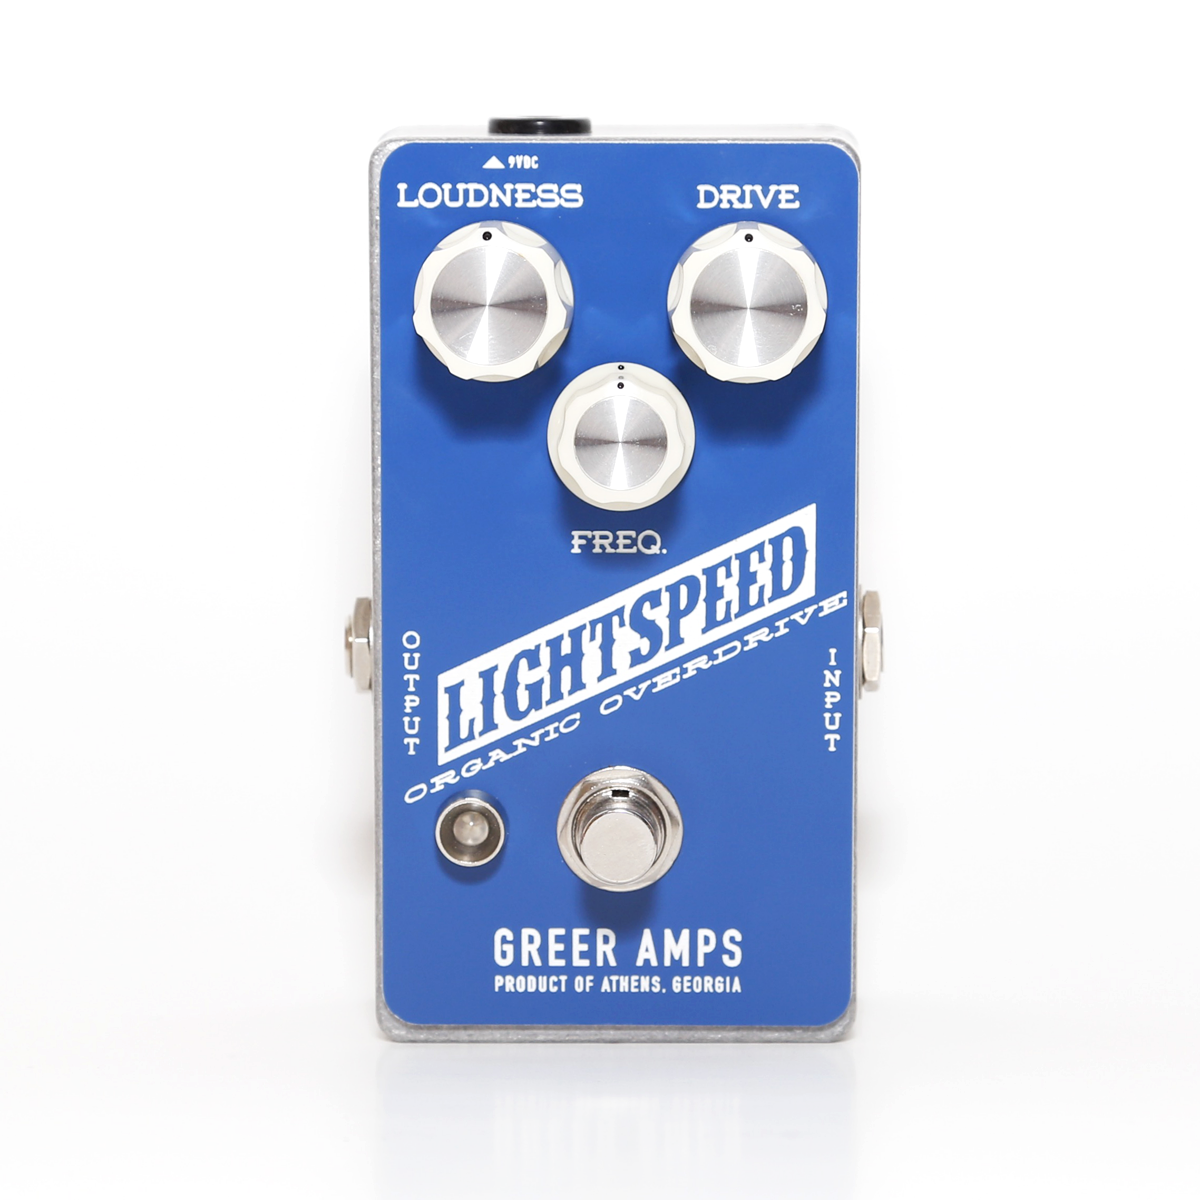 9VDC
LOUDNESS
DRIVE
FREQ.
LIGHTSPEED
ORGANIC OVERDRIVE
OUTPUT
INPUT
GREER AMPS
PRODUCT OF ATHENS, GEORGIA